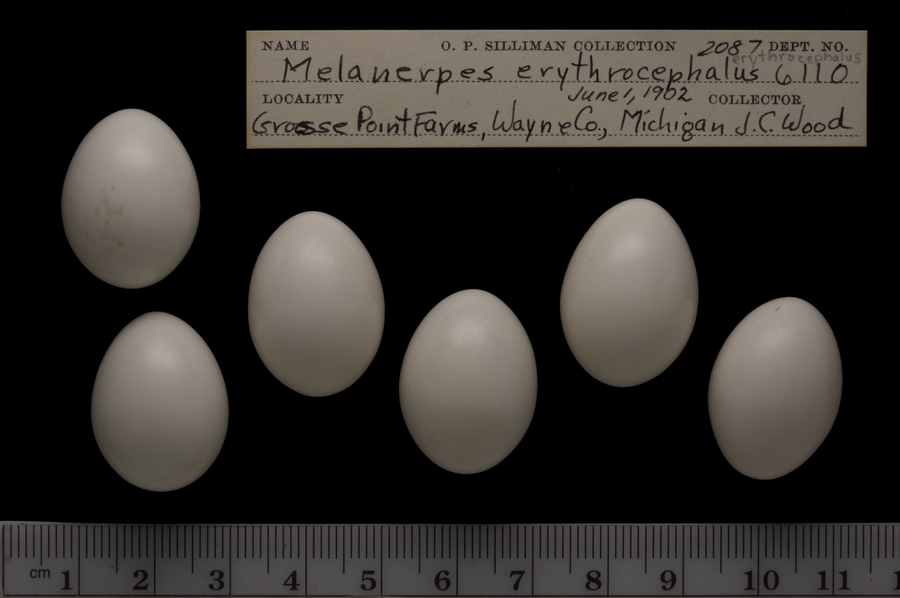 NAME O. P. SILLIMAN COLLECTION 2087 DEPT. NO.
erythrocephalus
Melanerpes erythrocephalus 6110
LOCALITY June 1, 1902 COLLECTOR
Grosse Point Farms, Wayne Co., Michigan J. C. Wood
cm 1 2 3 4 5 6 7 8 9 10 11 1